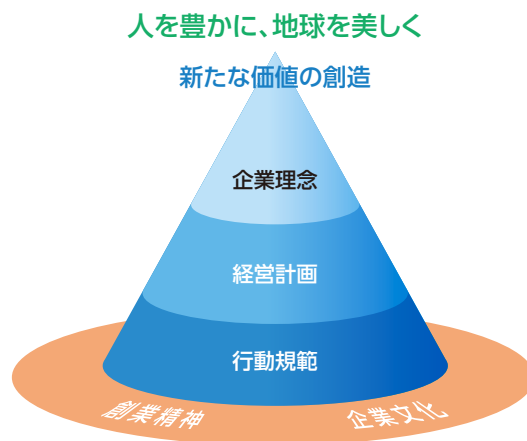 人を豊かに、地球を美しく
新たな価値の創造
企業理念
経営計画
行動規範
創業精神
企業文化